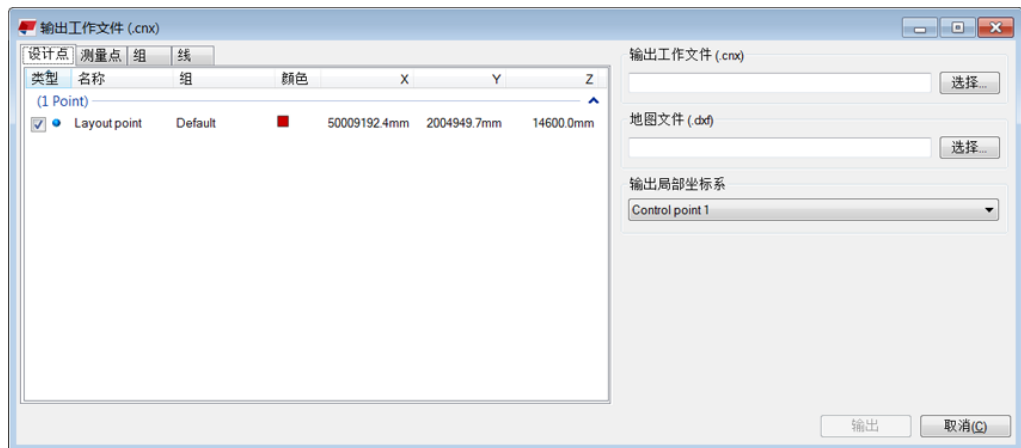 输出工作文件 (.cnx)
设计点 测量点 组 线
类型 名称 组 颜色 X Y Z
(1 Point)
Layout point Default 50009192.4mm 2004949.7mm 14600.0mm
输出工作文件 (.cnx)
选择...
地图文件 (.dxf)
选择...
输出局部坐标系
Control point 1
输出 取消(C)